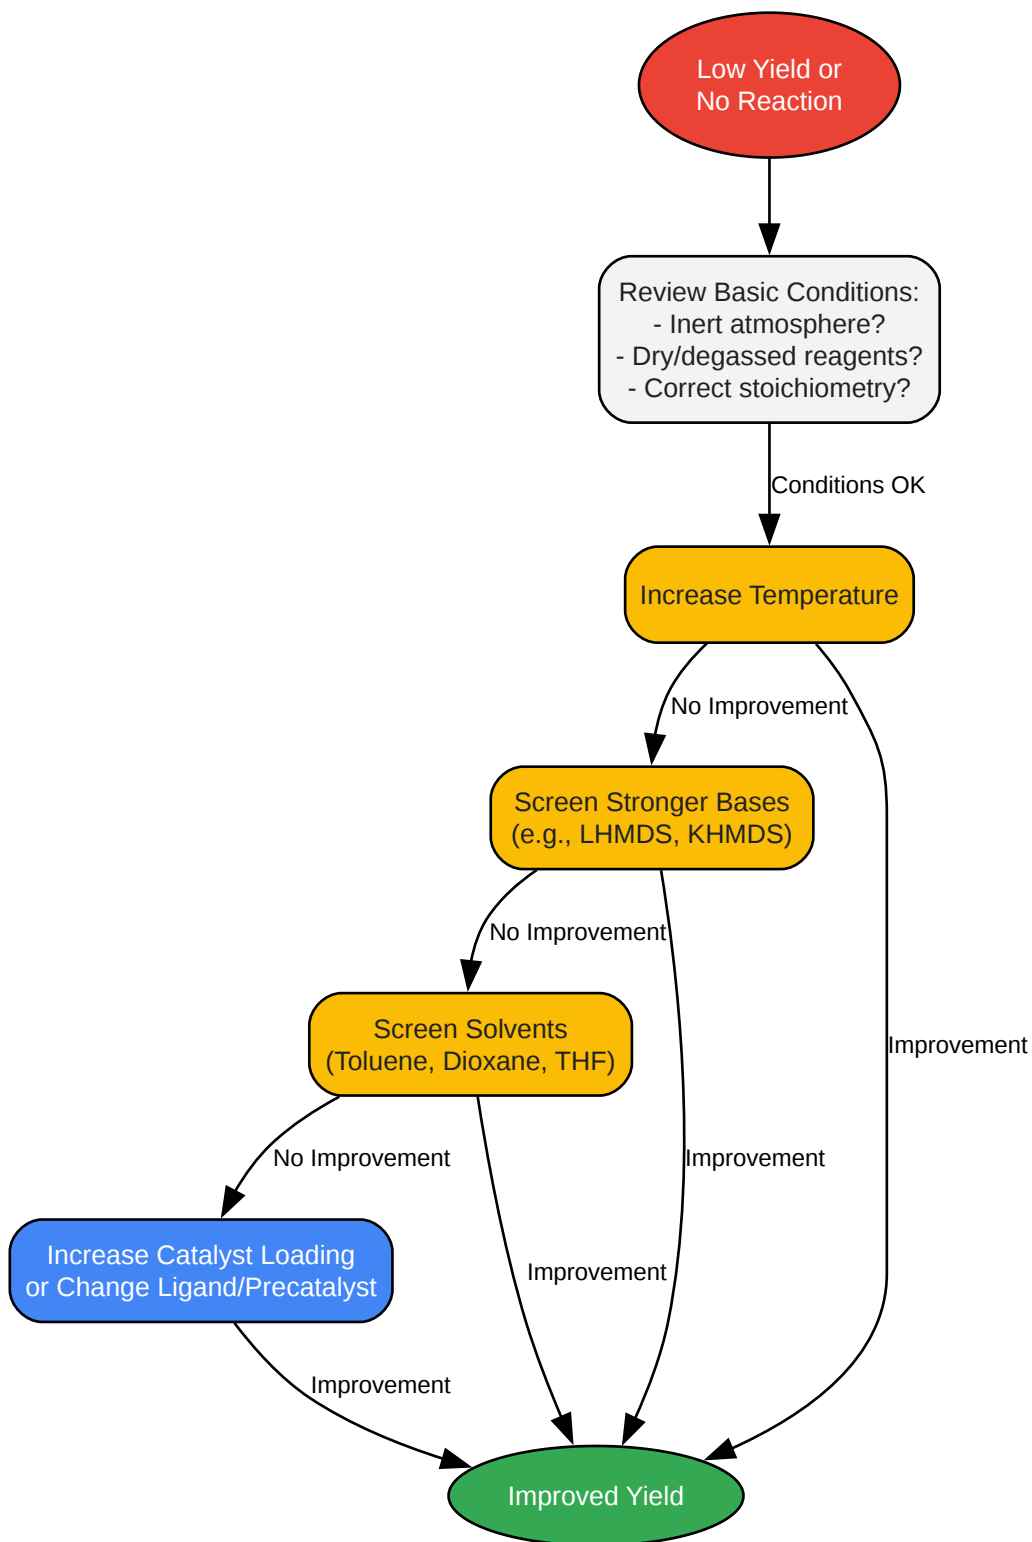 Low Yield or
No Reaction
Review Basic Conditions:
- Inert atmosphere?
- Dry/degassed reagents?
- Correct stoichiometry?
Conditions OK
Increase Temperature
No Improvement
Screen Stronger Bases
(e.g., LHMDS, KHMDS)
No Improvement
Screen Solvents
(Toluene, Dioxane, THF)
Improvement
No Improvement
Improvement
Increase Catalyst Loading
or Change Ligand/Precatalyst
Improvement
Improvement
Improved Yield